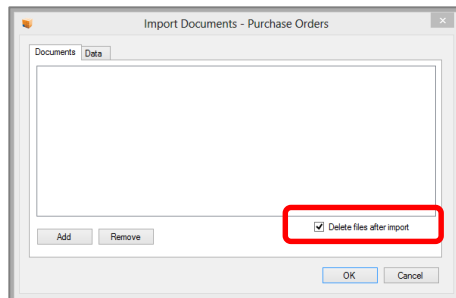 Import Documents - Purchase Orders
Documents Data
Delete files after import
Add Remove
OK Cancel